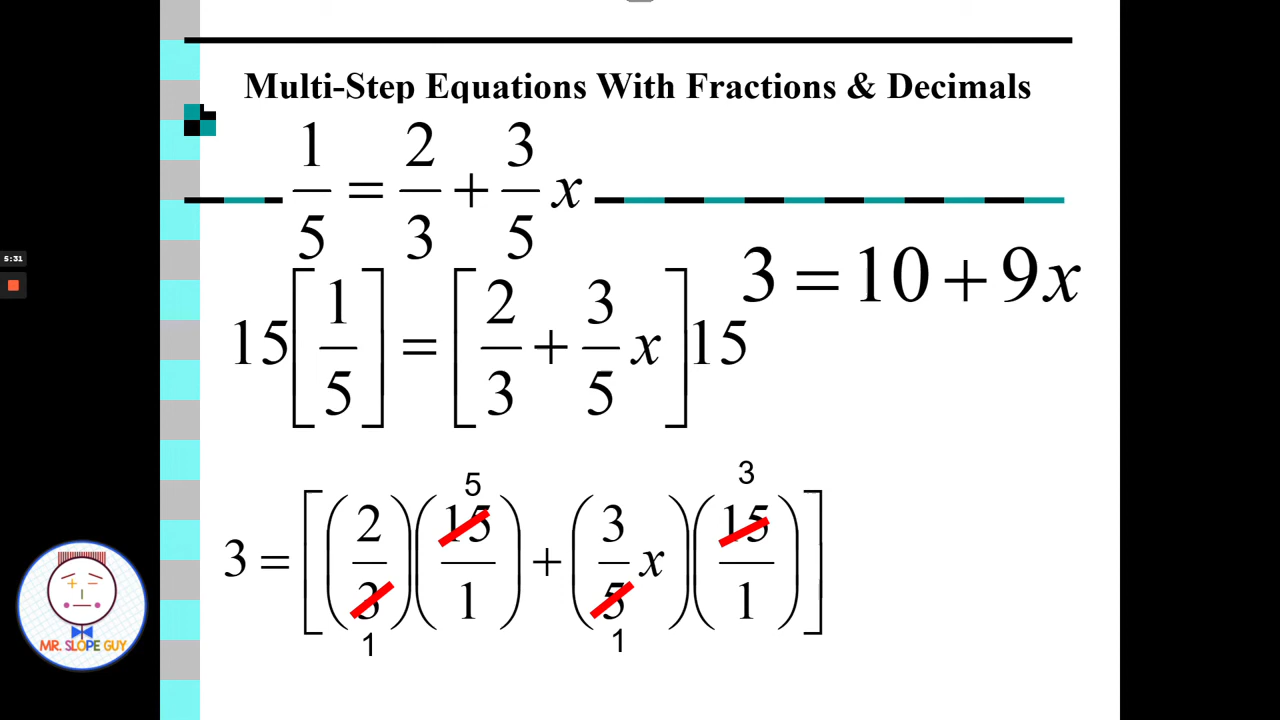 Multi-Step Equations With Fractions & Decimals
1/5 = 2/3 + 3/5 x
3 = 10 + 9x
15[1/5] = [2/3 + 3/5 x]15
5 3
3 = [(2/3)(15/1) + (3/5 x)(15/1)]
1 1
5:31
MR. SLOPE GUY